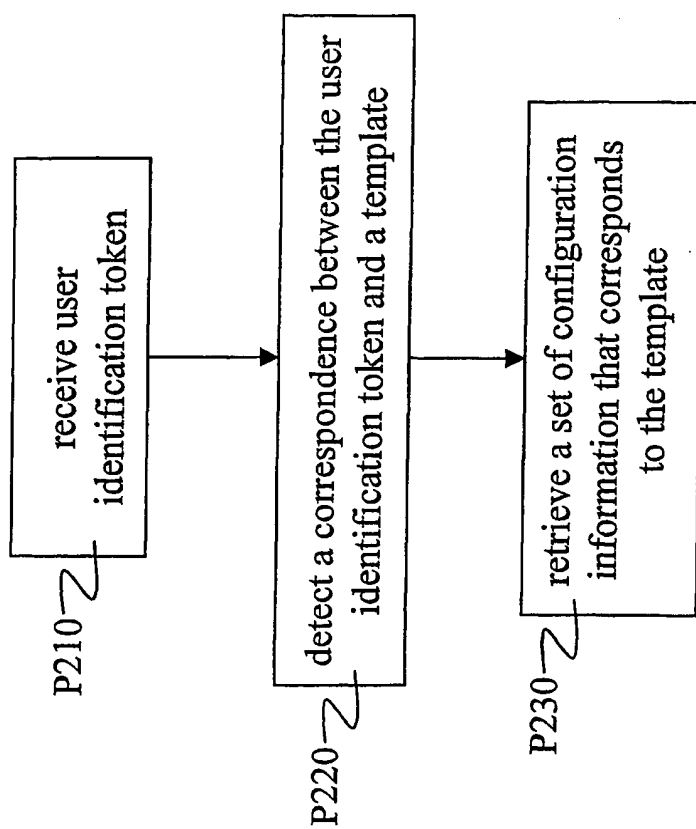 P210
receive user
identification token
P220
detect a correspondence between the user
identification token and a template
P230
retrieve a set of configuration
information that corresponds
to the template